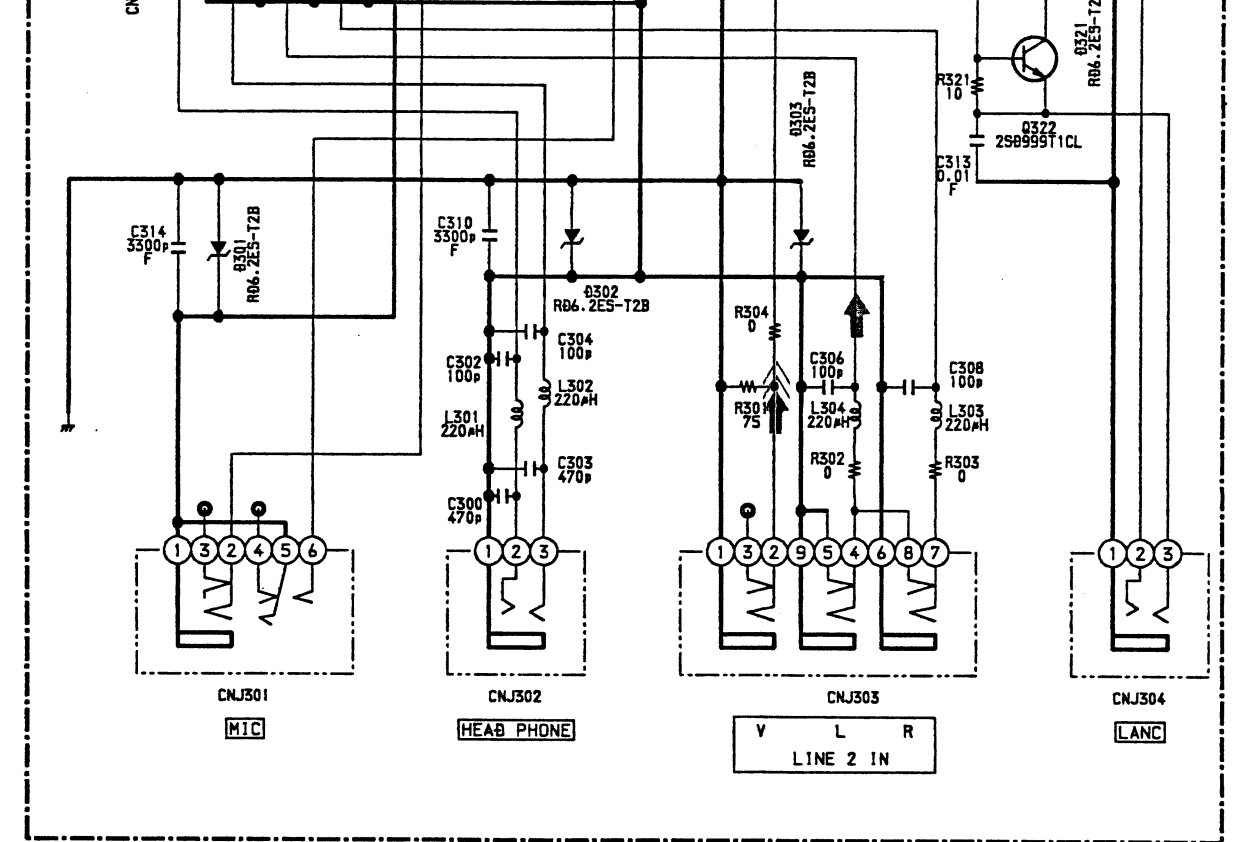 CN
R321
10
D321
RD6.2ES-T2B
Q322
2SD999T1CL
C313
0.01
F
D303
RD6.2ES-T2B
C314
3300p
F
D301
RD6.2ES-T2B
C310
3300p
F
D302
RD6.2ES-T2B
R304
0
C304
100p
C302
100p
L302
220μH
L301
220μH
C303
470p
C300
470p
R301
75
C306
100p
L304
220μH
R302
0
C308
100p
L303
220μH
R303
0
1 3 2 4 5 6
1 2 3
1 3 2 9 5 4 6 8 7
1 2 3
CNJ301
MIC
CNJ302
HEAD PHONE
CNJ303
V L R
LINE 2 IN
CNJ304
LANC